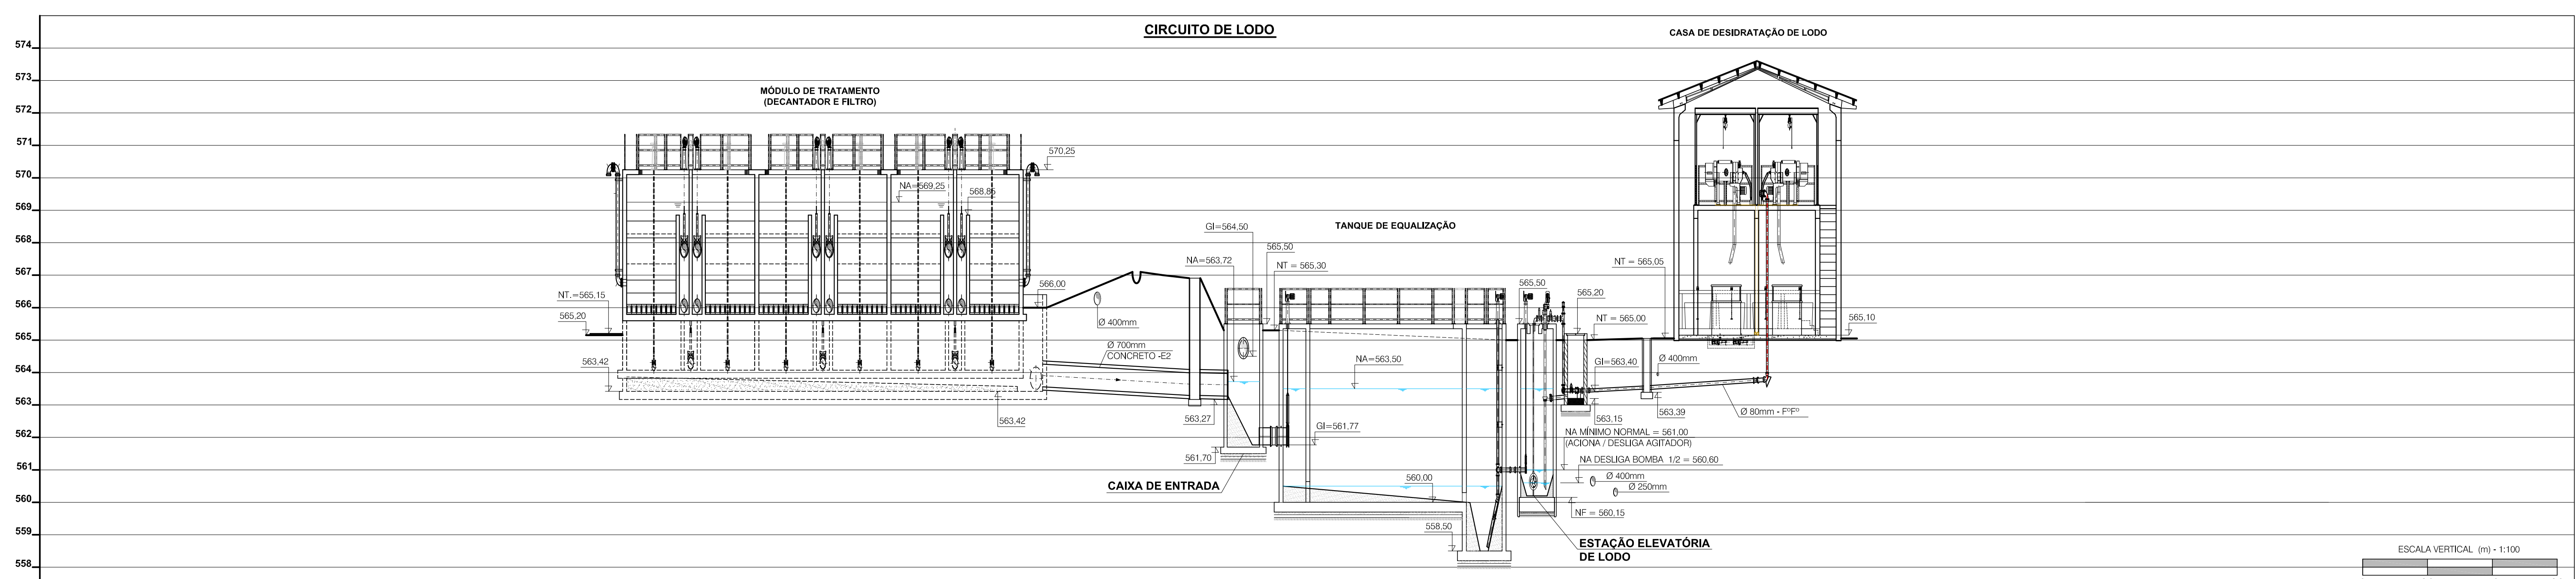 CIRCUITO DE LODO
CASA DE DESIDRATAÇÃO DE LODO
574
573
572
571
570
569
568
567
566
565
564
563
562
561
560
559
558
MÓDULO DE TRATAMENTO
(DECANTADOR E FILTRO)
570,25
NA=569.25
568.85
NT.=565,15
565,20
563,42
563,42
566,00
Ø 400mm
Ø 700mm
CONCRETO -E2
563,27
561,70
CAIXA DE ENTRADA
TANQUE DE EQUALIZAÇÃO
GI=564,50
NA=563,72
565,50
NT = 565,30
NA=563,50
GI=561,77
560,00
558,50
565,50
565,20
NT = 565,00
NT = 565,05
565,10
GI=563,40
Ø 400mm
563,15
563,39
Ø 80mm - FºFº
NA MÍNIMO NORMAL = 561,00
(ACIONA / DESLIGA AGITADOR)
NA DESLIGA BOMBA 1/2 = 560,60
Ø 400mm
Ø 250mm
NF = 560,15
ESTAÇÃO ELEVATÓRIA
DE LODO
ESCALA VERTICAL (m) - 1:100